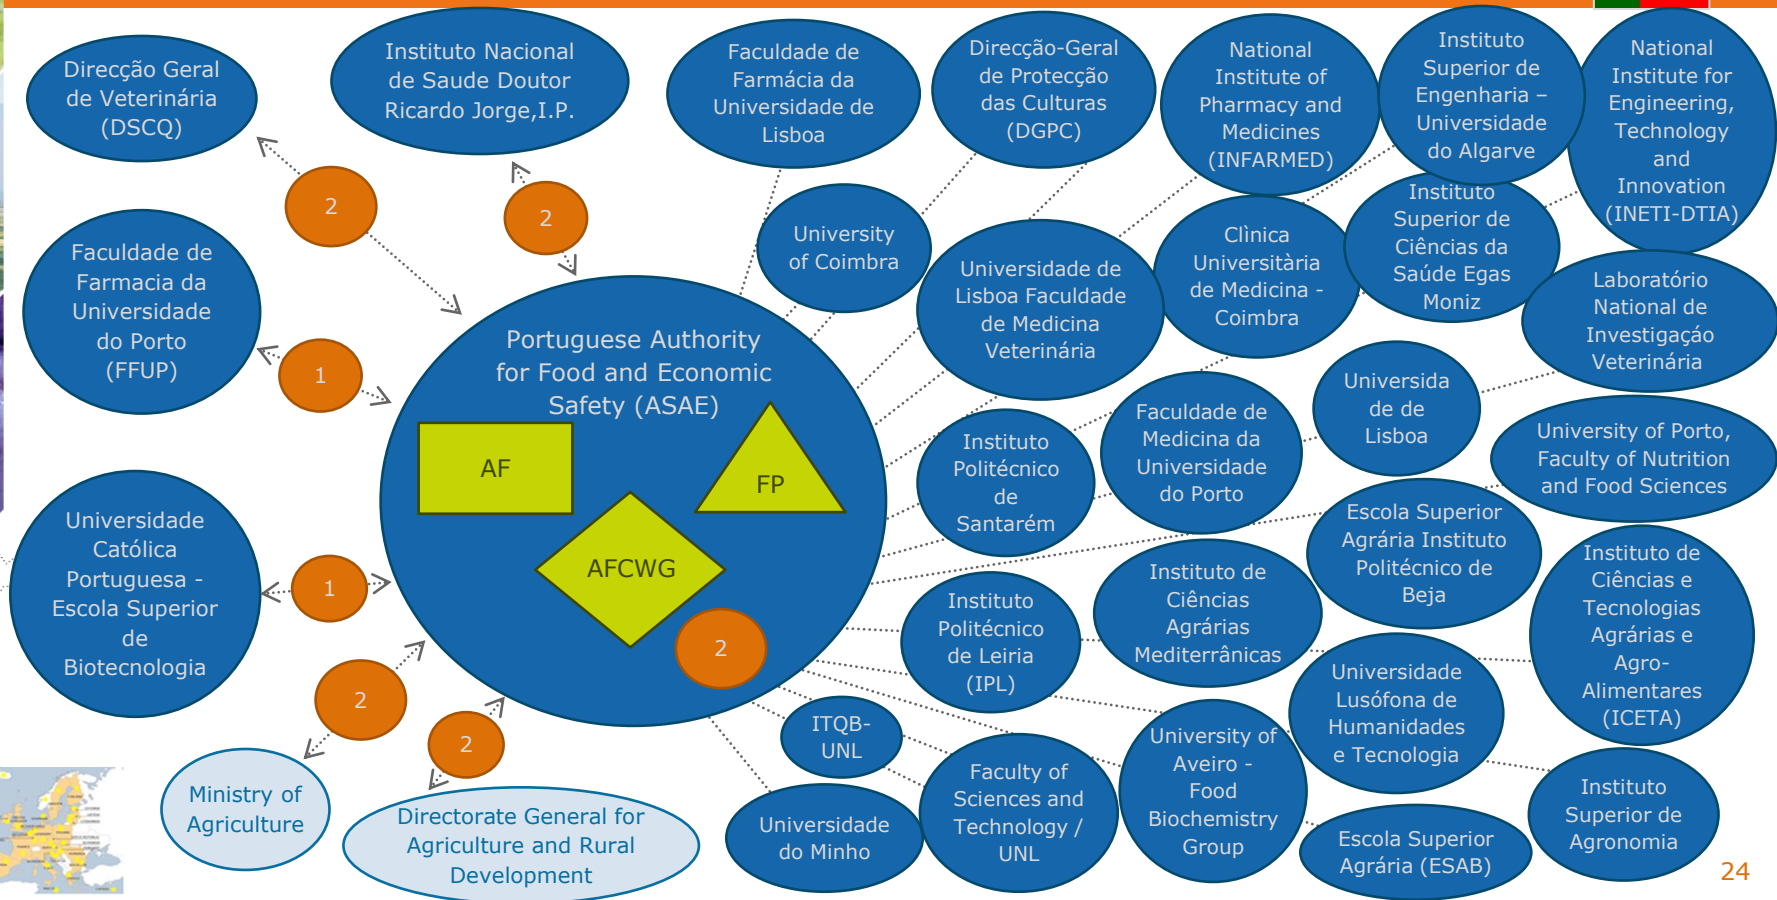 Direcção Geral
de Veterinária
(DSCQ)
Instituto Nacional
de Saude Doutor
Ricardo Jorge,I.P.
Faculdade de
Farmácia da
Universidade de
Lisboa
Direcção-Geral
de Protecção
das Culturas
(DGPC)
National
Institute of
Pharmacy and
Medicines
(INFARMED)
Instituto
Superior de
Engenharia –
Universidade
do Algarve
National
Institute for
Engineering,
Technology
and
Innovation
(INETI-DTIA)
2
2
Faculdade de
Farmacia da
Universidade
do Porto
(FFUP)
University
of Coimbra
Universidade de
Lisboa Faculdade
de Medicina
Veterinária
Clìnica
Universitària
de Medicina -
Coimbra
Instituto
Superior de
Ciências da
Saúde Egas
Moniz
Laboratório
National de
Investigaçáo
Veterinária
1
Portuguese Authority
for Food and Economic
Safety (ASAE)
AF
FP
AFCWG
2
Instituto
Politécnico
de
Santarém
Faculdade de
Medicina da
Universidade
do Porto
Universida
de de
Lisboa
University of Porto,
Faculty of Nutrition
and Food Sciences
Universidade
Católica
Portuguesa -
Escola Superior
de
Biotecnologia
1
Escola Superior
Agrária Instituto
Politécnico de
Beja
Instituto de
Ciências e
Tecnologias
Agrárias e
Agro-
Alimentares
(ICETA)
Instituto
Politécnico
de Leiria
(IPL)
Instituto de
Ciências
Agrárias
Mediterrânicas
Universidade
Lusófona de
Humanidades
e Tecnologia
2
2
Ministry of
Agriculture
Directorate General for
Agriculture and Rural
Development
ITQB-
UNL
Universidade
do Minho
Faculty of
Sciences and
Technology /
UNL
University of
Aveiro -
Food
Biochemistry
Group
Escola Superior
Agrária (ESAB)
Instituto
Superior de
Agronomia
24